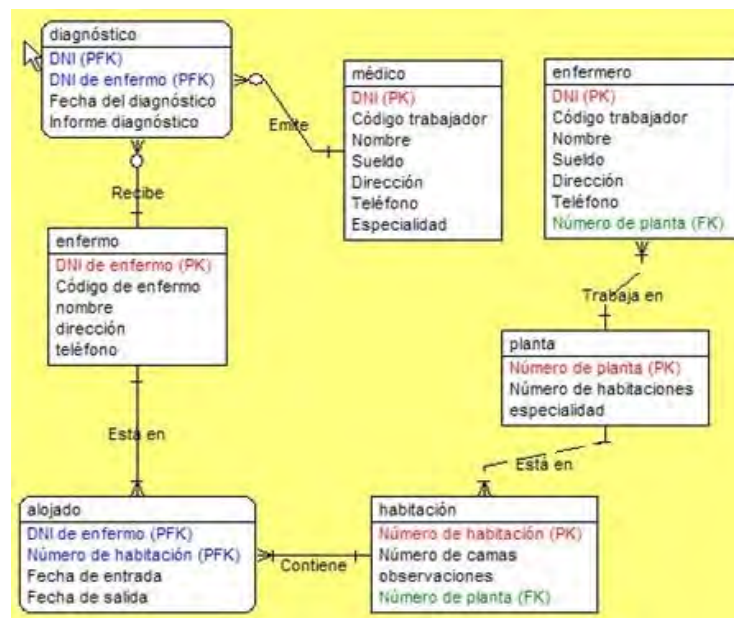 diagnóstico
DNI (PFK)
DNI de enfermo (PFK)
Fecha del diagnóstico
Informe diagnóstico
Emite
médico
DNI (PK)
Código trabajador
Nombre
Sueldo
Dirección
Teléfono
Especialidad
enfermero
DNI (PK)
Código trabajador
Nombre
Sueldo
Dirección
Teléfono
Número de planta (FK)
Recibe
enfermo
DNI de enfermo (PK)
Código de enfermo
nombre
dirección
teléfono
Trabaja en
planta
Número de planta (PK)
Número de habitaciones
especialidad
Está en
Está en
alojado
DNI de enfermo (PFK)
Número de habitación (PFK)
Fecha de entrada
Fecha de salida
Contiene
habitación
Número de habitación (PK)
Número de camas
observaciones
Número de planta (FK)